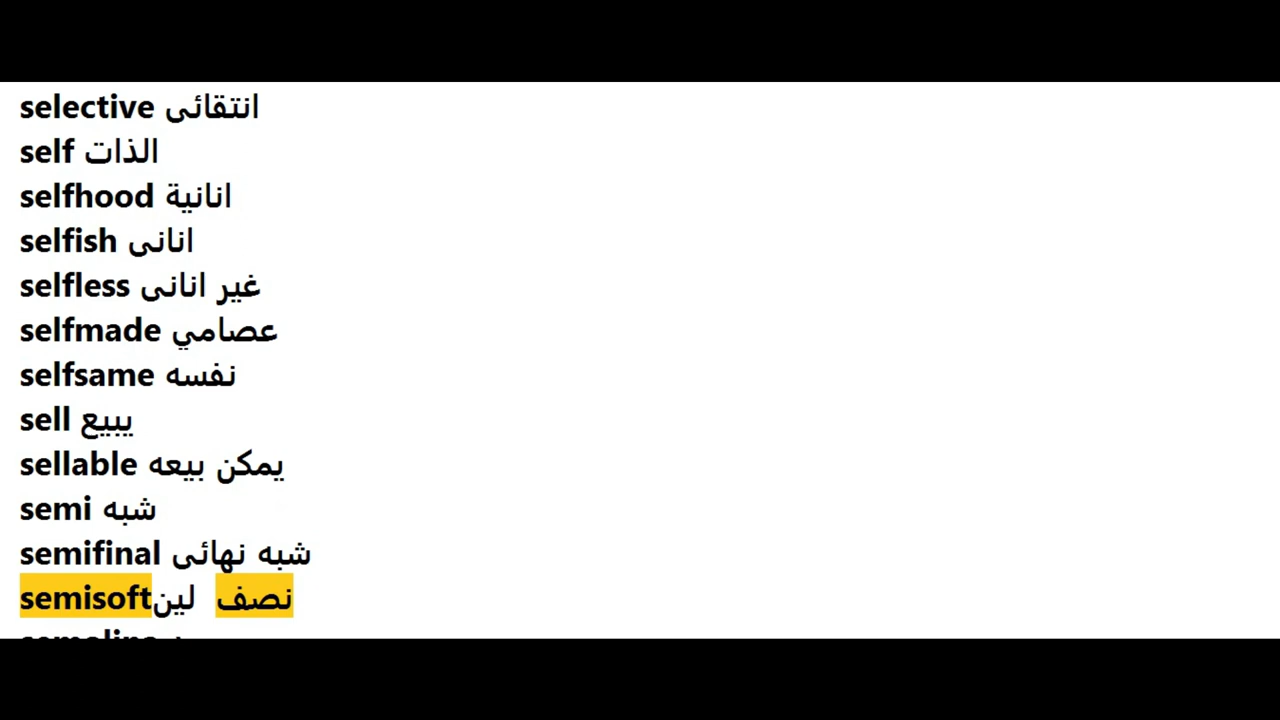 selective انتقائى
self الذات
selfhood انانية
selfish انانى
selfless غير انانى
selfmade عصامي
selfsame نفسه
sell يبيع
sellable يمكن بيعه
semi شبه
semifinal شبه نهائى
semisoft نصف لين